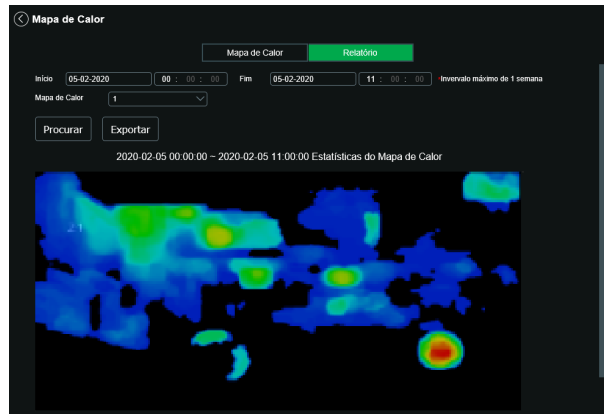 Mapa de Calor
Mapa de Calor Relatório
Início 05-02-2020 00 : 00 : 00 Fim 05-02-2020 11 : 00 : 00 *Invervalo máximo de 1 semana
Mapa de Calor 1
Procurar Exportar
2020-02-05 00:00:00 ~ 2020-02-05 11:00:00 Estatísticas do Mapa de Calor
21